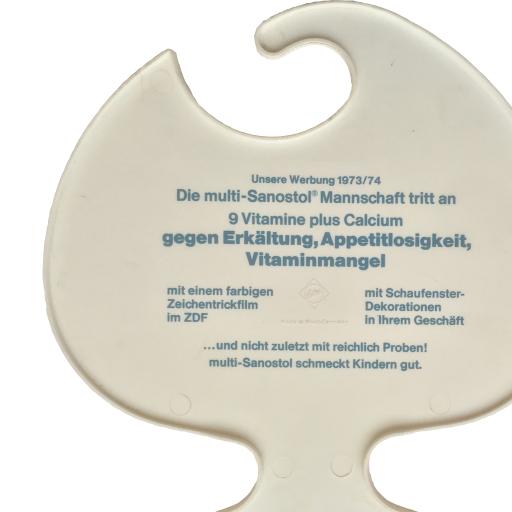 Unsere Werbung 1973/74
Die multi-Sanostol® Mannschaft tritt an
9 Vitamine plus Calcium
gegen Erkältung, Appetitlosigkeit,
Vitaminmangel
mit einem farbigen
Zeichentrickfilm
im ZDF
mit Schaufenster-
Dekorationen
in Ihrem Geschäft
...und nicht zuletzt mit reichlich Proben!
multi-Sanostol schmeckt Kindern gut.